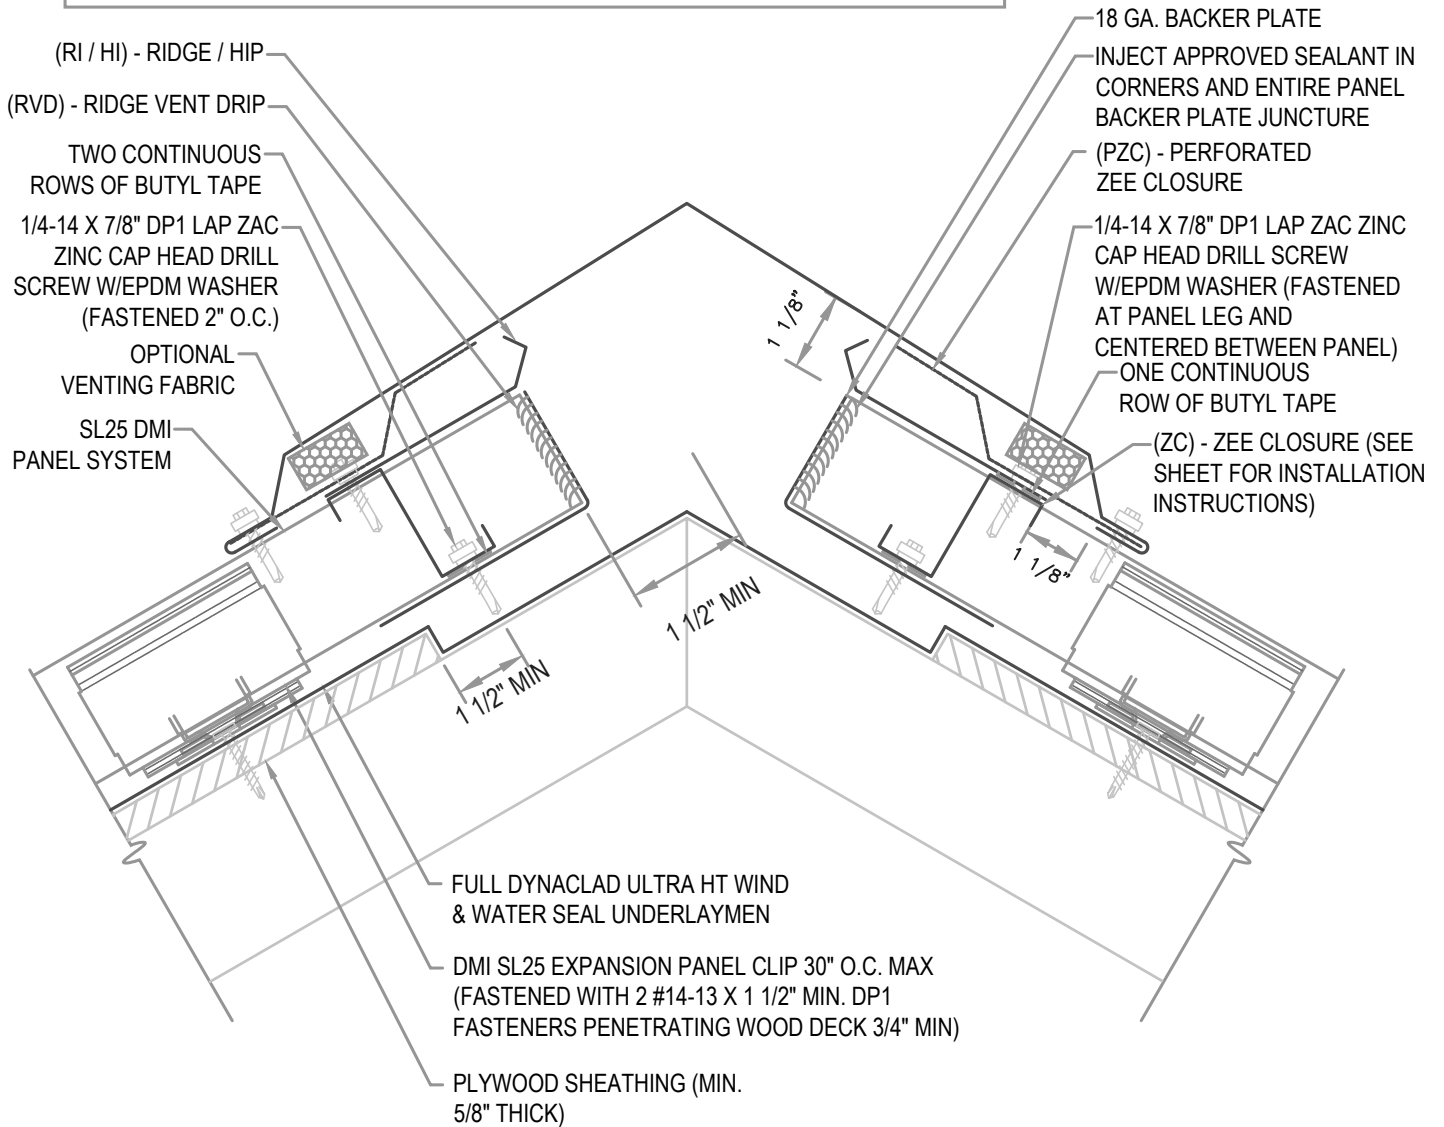 (RI / HI) - RIDGE / HIP
(RVD) - RIDGE VENT DRIP
TWO CONTINUOUS
ROWS OF BUTYL TAPE
1/4-14 X 7/8" DP1 LAP ZAC
ZINC CAP HEAD DRILL
SCREW W/EPDM WASHER
(FASTENED 2" O.C.)
OPTIONAL
VENTING FABRIC
SL25 DMI
PANEL SYSTEM
18 GA. BACKER PLATE
INJECT APPROVED SEALANT IN
CORNERS AND ENTIRE PANEL
BACKER PLATE JUNCTURE
(PZC) - PERFORATED
ZEE CLOSURE
1/4-14 X 7/8" DP1 LAP ZAC ZINC
CAP HEAD DRILL SCREW
W/EPDM WASHER (FASTENED
AT PANEL LEG AND
CENTERED BETWEEN PANEL)
ONE CONTINUOUS
ROW OF BUTYL TAPE
(ZC) - ZEE CLOSURE (SEE
SHEET FOR INSTALLATION
INSTRUCTIONS)
1 1/8"
1 1/8"
1 1/2" MIN
1 1/2" MIN
FULL DYNACLAD ULTRA HT WIND
& WATER SEAL UNDERLAYMEN
DMI SL25 EXPANSION PANEL CLIP 30" O.C. MAX
(FASTENED WITH 2 #14-13 X 1 1/2" MIN. DP1
FASTENERS PENETRATING WOOD DECK 3/4" MIN)
PLYWOOD SHEATHING (MIN.
5/8" THICK)